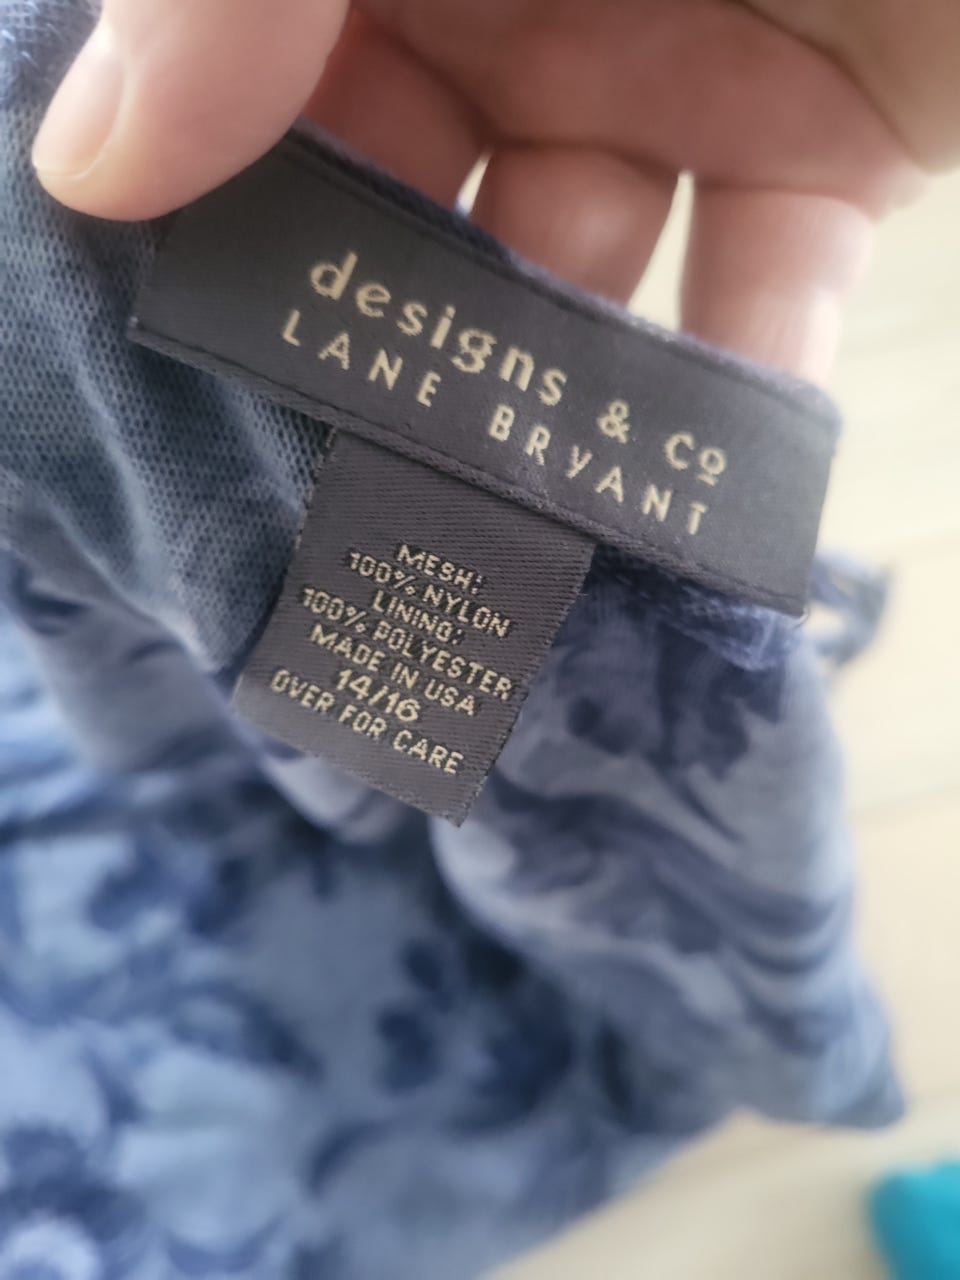 designs & Co
LANE BRyANT
MESH:
100% NYLON
LINING:
100% POLYESTER
MADE IN USA
14/16
OVER FOR CARE